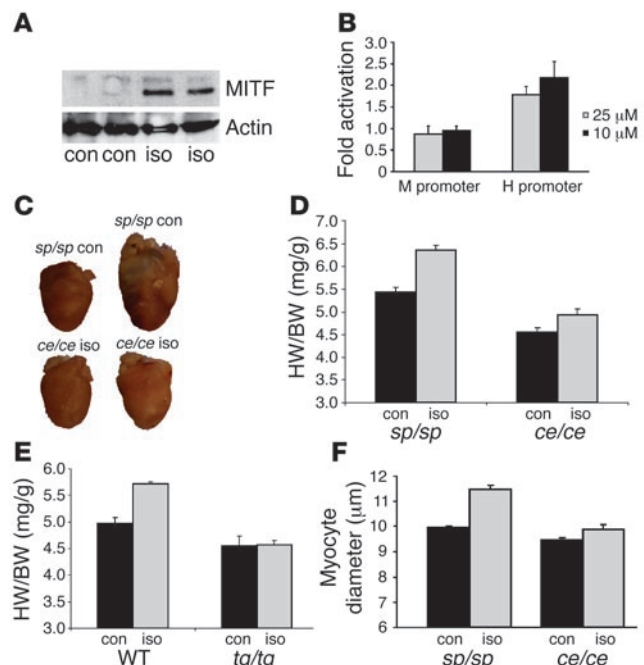 A
MITF
Actin
con con iso iso
B
Fold activation
3.0
2.5
2.0
1.5
1.0
0.5
0
M promoter H promoter
25 μM
10 μM
C
sp/sp con sp/sp con
ce/ce iso ce/ce iso
D
HW/BW (mg/g)
7.0
6.5
6.0
5.5
5.0
4.5
4.0
3.5
3.0
con iso con iso
sp/sp ce/ce
E
HW/BW (mg/g)
6.0
5.5
5.0
4.5
4.0
3.5
3.0
con iso con iso
WT tg/tg
F
Myocyte
diameter (μm)
12
11
10
9
8
7
6
con iso con iso
sp/sp ce/ce